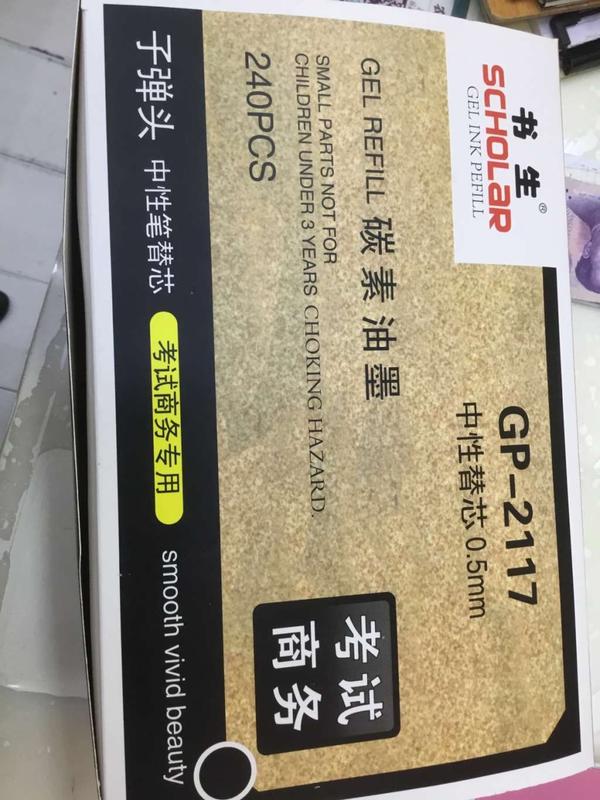 书生®
SCHOLAR
GEL INK PEFILL
GP-2117
中性替芯 0.5mm
GEL REFILL 碳素油墨
SMALL PARTS NOT FOR
CHILDREN UNDER 3 YEARS CHOKING HAZARD.
240PCS
考试
商务
子弹头 中性笔替芯 考试商务专用 smooth vivid beauty